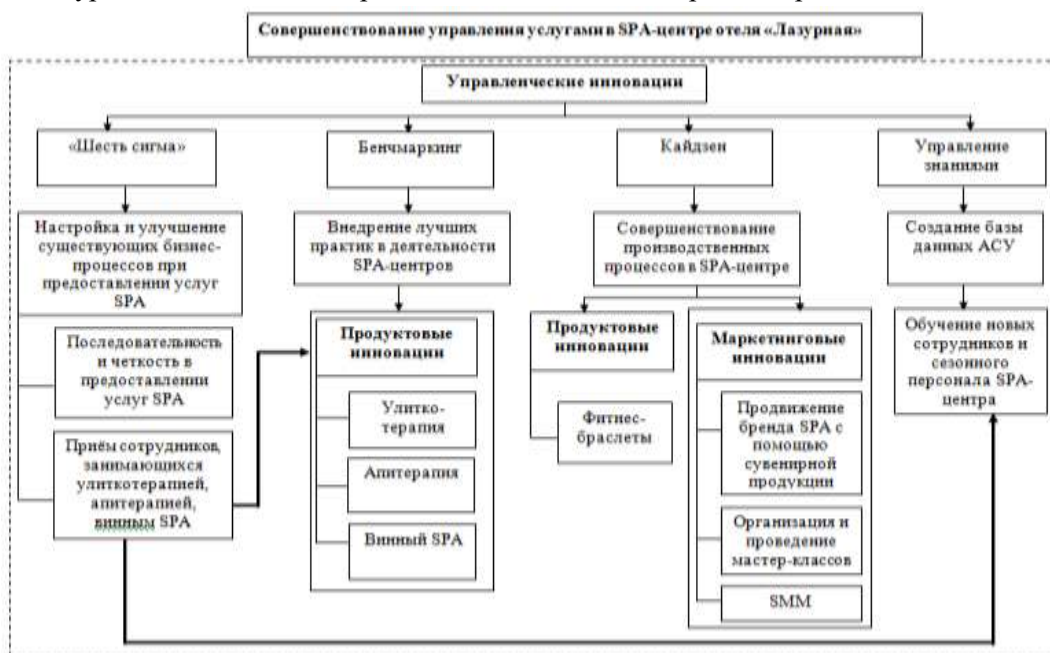 Совершенствование управления услугами в SPA-центре отеля «Лазурная»
Управленческие инновации
«Шесть сигма»
Бенчмаркинг
Кайдзен
Управление
знаниями
Настройка и улучшение
существующих бизнес-
процессов при
предоставлении услуг
SPA
Внедрение лучших
практик в деятельности
SPA-центров
Совершенствование
производственных
процессов в SPA-центре
Создание базы
данных АСУ
Последовательность
и четкость в
предоставлении
услуг SPA
Приём сотрудников,
занимающихся
улиткотерапией,
апитерапией,
винным SPA
Продуктовые
инновации
Улитко-
терапия
Апитерапия
Винный SPA
Продуктовые
инновации
Фитнес-
браслеты
Маркетинговые
инновации
Продвижение
бренда SPA с
помощью
сувенирной
продукции
Организация и
проведение
мастер-классов
SMM
Обучение новых
сотрудников и
сезонного
персонала SPA-
центра